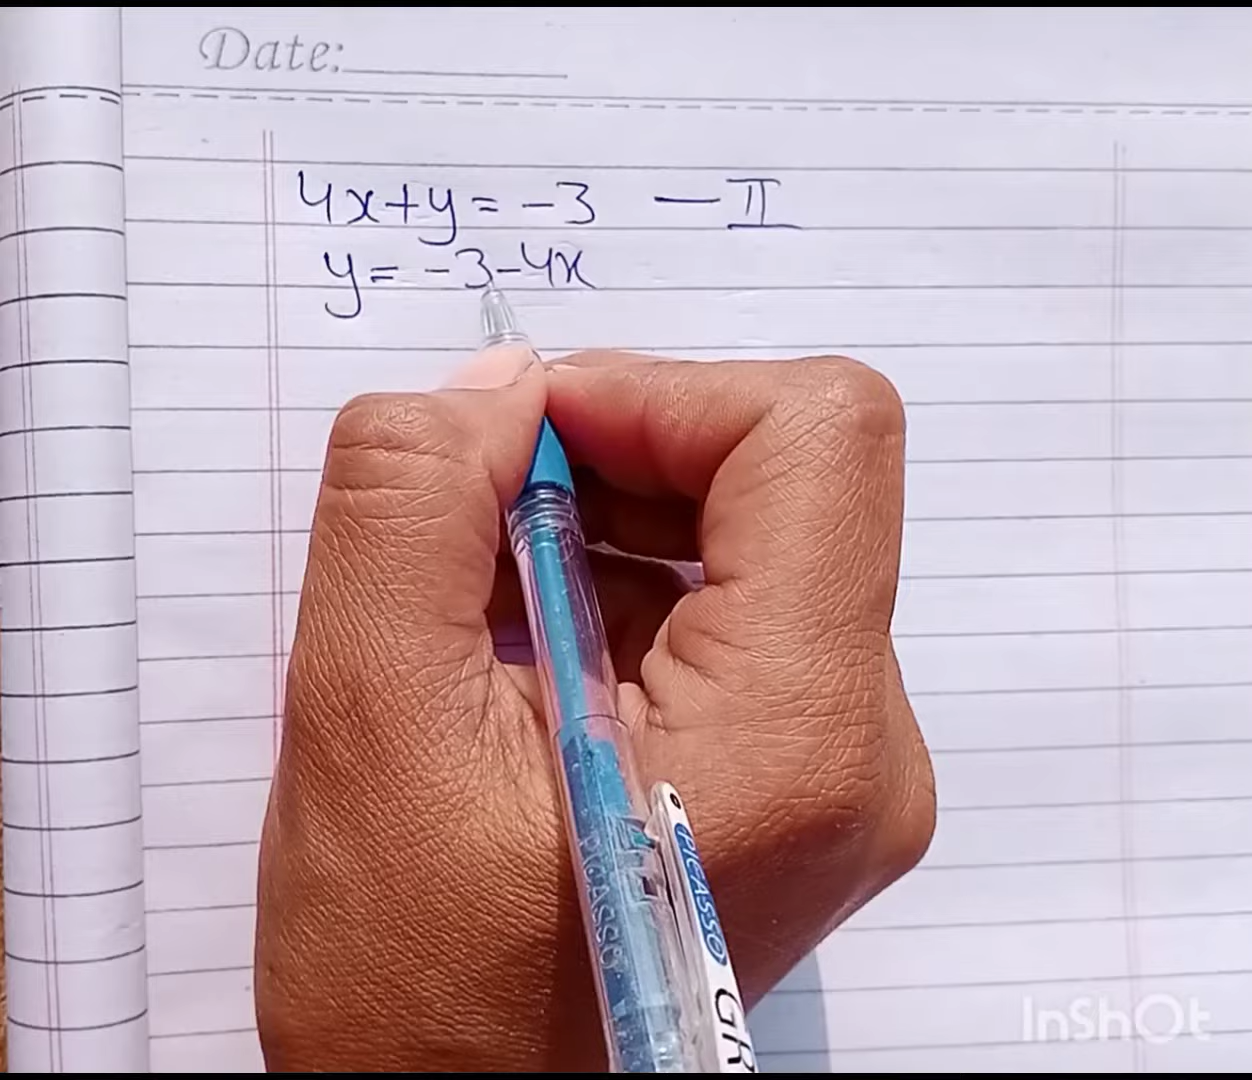 Date:
4x+y = -3 — II
y = -3-4x
PICASSO
PICASSO GR
InShOt